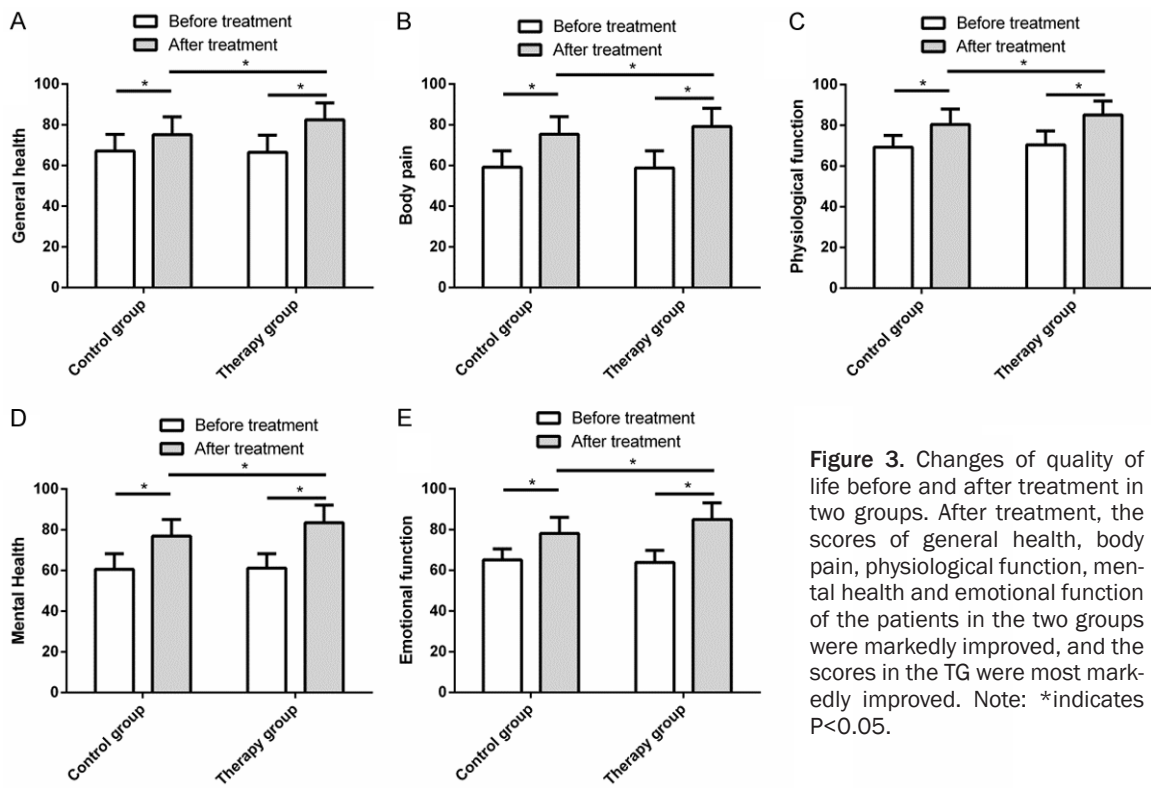 A
Before treatment
After treatment
*
*
*
100
80
60
40
20
0
General health
Control group
Therapy group
B
Before treatment
After treatment
*
*
*
100
80
60
40
20
0
Body pain
Control group
Therapy group
C
Before treatment
After treatment
*
*
*
100
80
60
40
20
0
Physiological function
Control group
Therapy group
D
Before treatment
After treatment
*
*
*
100
80
60
40
20
0
Mental Health
Control group
Therapy group
E
Before treatment
After treatment
*
*
*
100
80
60
40
20
0
Emotional function
Control group
Therapy group
Figure 3. Changes of quality of
life before and after treatment in
two groups. After treatment, the
scores of general health, body
pain, physiological function, men-
tal health and emotional function
of the patients in the two groups
were markedly improved, and the
scores in the TG were most mark-
edly improved. Note: *indicates
P<0.05.